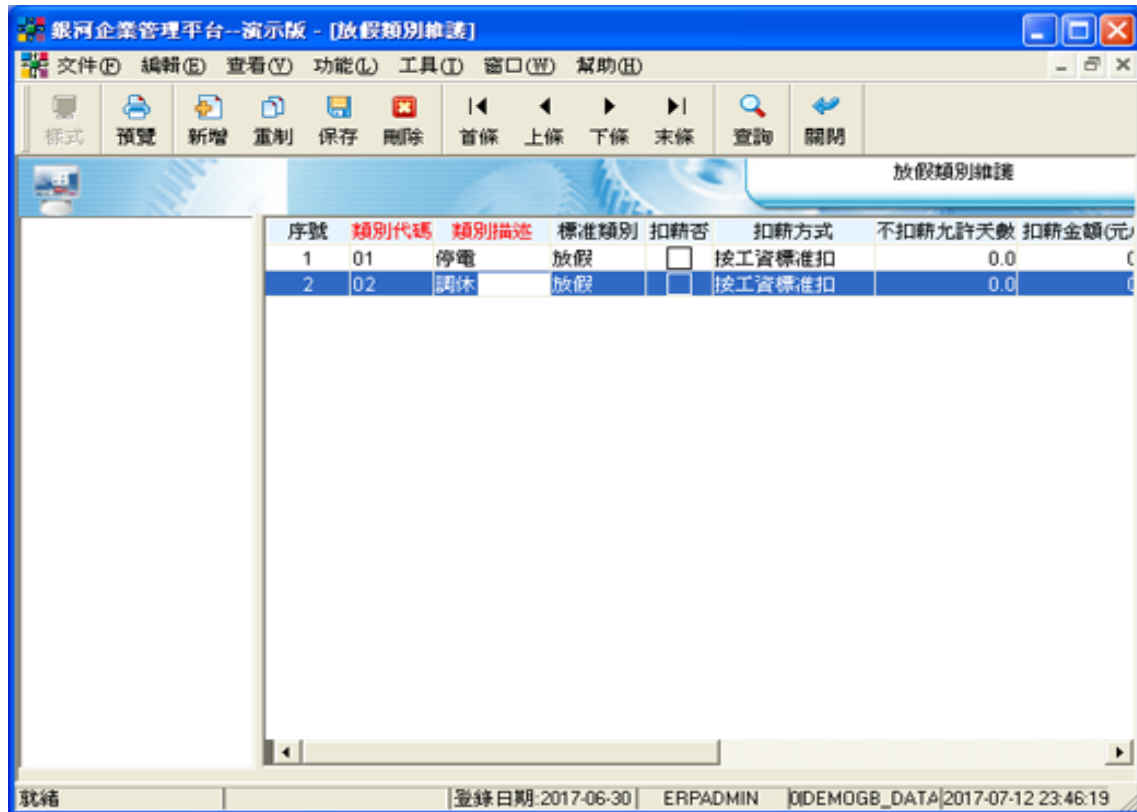 銀河企業管理平台--演示版 - [放假類別維護]
文件(F) 編輯(E) 查看(V) 功能(L) 工具(T) 窗口(W) 幫助(H)
樣式 預覽 新增 重制 保存 刪除 首條 上條 下條 末條 查詢 關閉
放假類別維護
序號 類別代碼 類別描述 標准類別 扣薪否 扣薪方式 不扣薪允許天數 扣薪金額(元/
1 01 停電 放假 按工資標准扣 0.0 0
2 02 調休 放假 按工資標准扣 0.0 0
就緒 登錄日期:2017-06-30 ERPADMIN 0 DEMOGB_DATA 2017-07-12 23:46:19